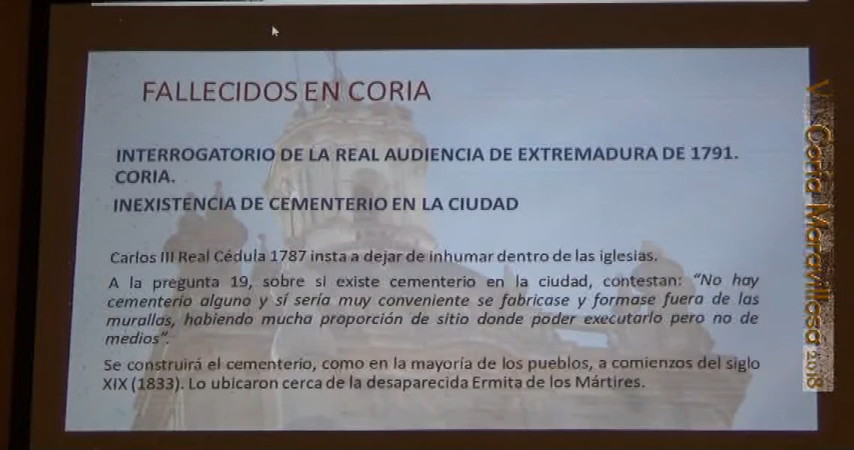 FALLECIDOS EN CORIA
INTERROGATORIO DE LA REAL AUDIENCIA DE EXTREMADURA DE 1791.
CORIA.
INEXISTENCIA DE CEMENTERIO EN LA CIUDAD
Carlos III Real Cédula 1787 insta a dejar de inhumar dentro de las iglesias.
A la pregunta 19, sobre si existe cementerio en la ciudad, contestan: “No hay
cementerio alguno y sí sería muy conveniente se fabricase y formase fuera de las
murallas, habiendo mucha proporción de sitio donde poder executarlo pero no de
medios”.
Se construirá el cementerio, como en la mayoría de los pueblos, a comienzos del siglo
XIX (1833). Lo ubicaron cerca de la desaparecida Ermita de los Mártires.
Coria Maravillosa 2018